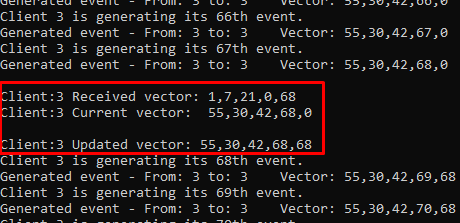 Generated event - From: 3 to: 3    Vector: 55,30,42,66,0
Client 3 is generating its 66th event.
Generated event - From: 3 to: 3    Vector: 55,30,42,67,0
Client 3 is generating its 67th event.
Generated event - From: 3 to: 3    Vector: 55,30,42,68,0
Client:3 Received vector: 1,7,21,0,68
Client:3 Current vector:  55,30,42,68,0
Client:3 Updated vector: 55,30,42,68,68
Client 3 is generating its 68th event.
Generated event - From: 3 to: 3    Vector: 55,30,42,69,68
Client 3 is generating its 69th event.
Generated event - From: 3 to: 3    Vector: 55,30,42,70,68
Client 3 is generating its 70th event.